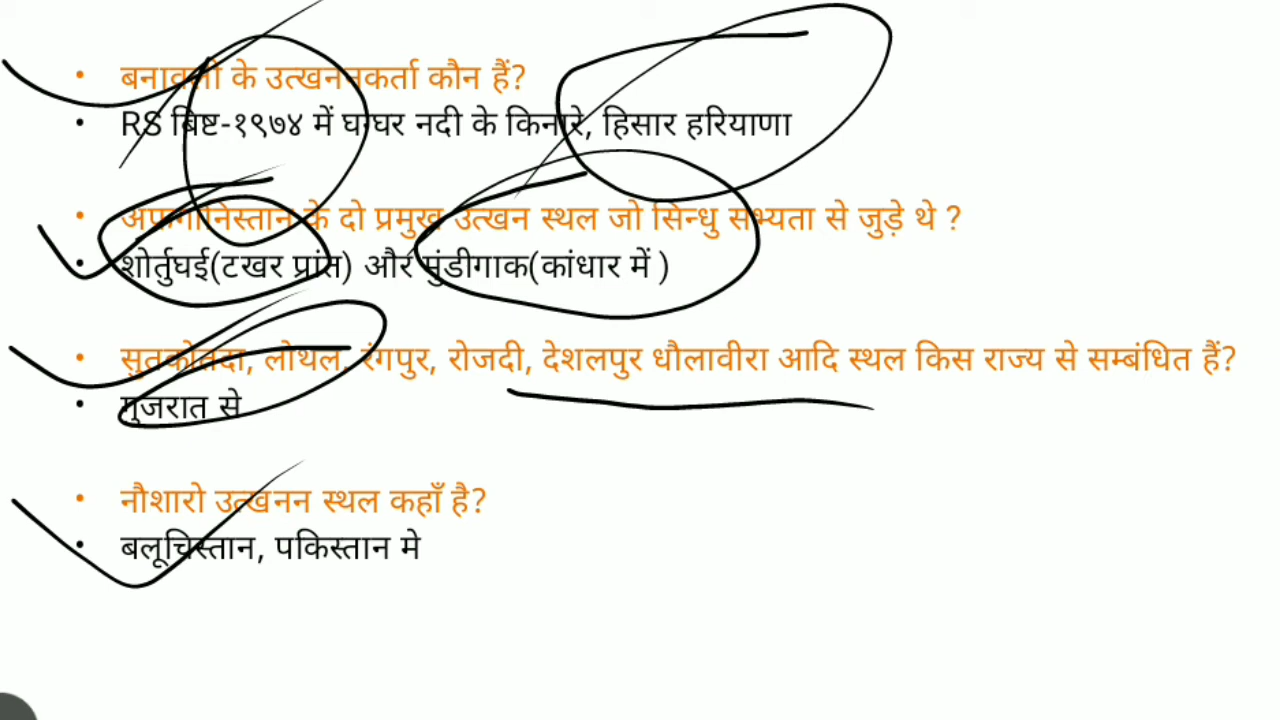 बनावली के उत्खननकर्ता कौन हैं?
RS बिष्ट-१९७४ में घाघर नदी के किनारे, हिसार हरियाणा
अफगानिस्तान के दो प्रमुख उत्खन स्थल जो सिन्धु सभ्यता से जुड़े थे ?
शोर्तुघई(टखर प्रांत) और मुंडीगाक(कांधार में )
सुतकोतदा, लोथल, रंगपुर, रोजदी, देशलपुर धौलावीरा आदि स्थल किस राज्य से सम्बंधित हैं?
गुजरात से
नौशारो उत्खनन स्थल कहाँ है?
बलूचिस्तान, पकिस्तान मे